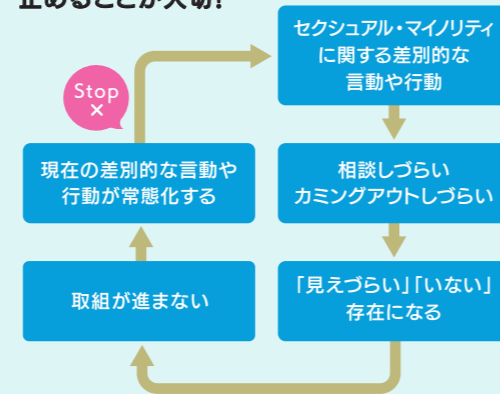 止めることが大切!
セクシュアル・マイノリティ
に関する差別的な
言動や行動
Stop
×
現在の差別的な言動や
行動が常態化する
相談しづらい
カミングアウトしづらい
取組が進まない
「見えづらい」「いない」
存在になる